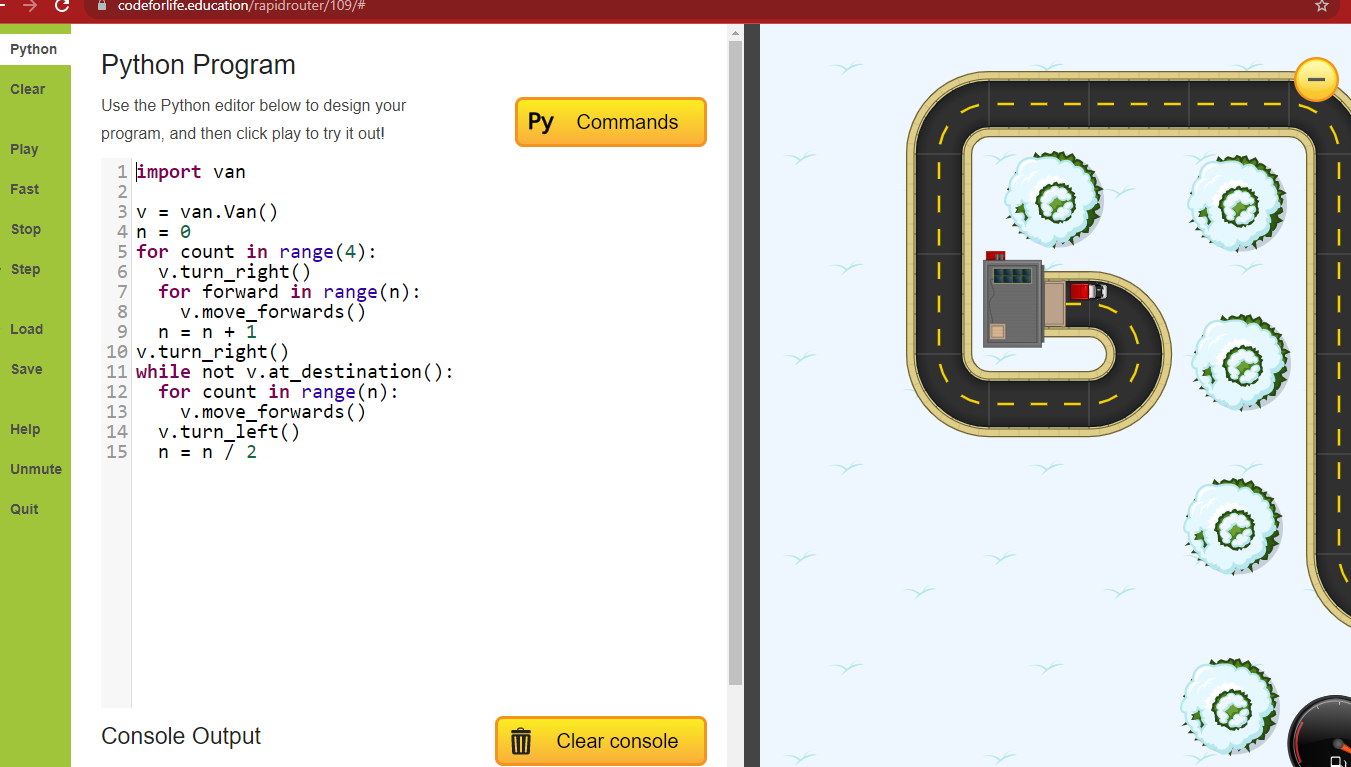 codeforlife.education/rapidrouter/109/#
Python
Clear
Play
Fast
Stop
Step
Load
Save
Help
Unmute
Quit
Python Program
Use the Python editor below to design your
program, and then click play to try it out!
Py Commands
1 import van
2
3 v = van.Van()
4 n = 0
5 for count in range(4):
6   v.turn_right()
7   for forward in range(n):
8     v.move_forwards()
9   n = n + 1
10 v.turn_right()
11 while not v.at_destination():
12   for count in range(n):
13     v.move_forwards()
14   v.turn_left()
15   n = n / 2
Console Output
Clear console